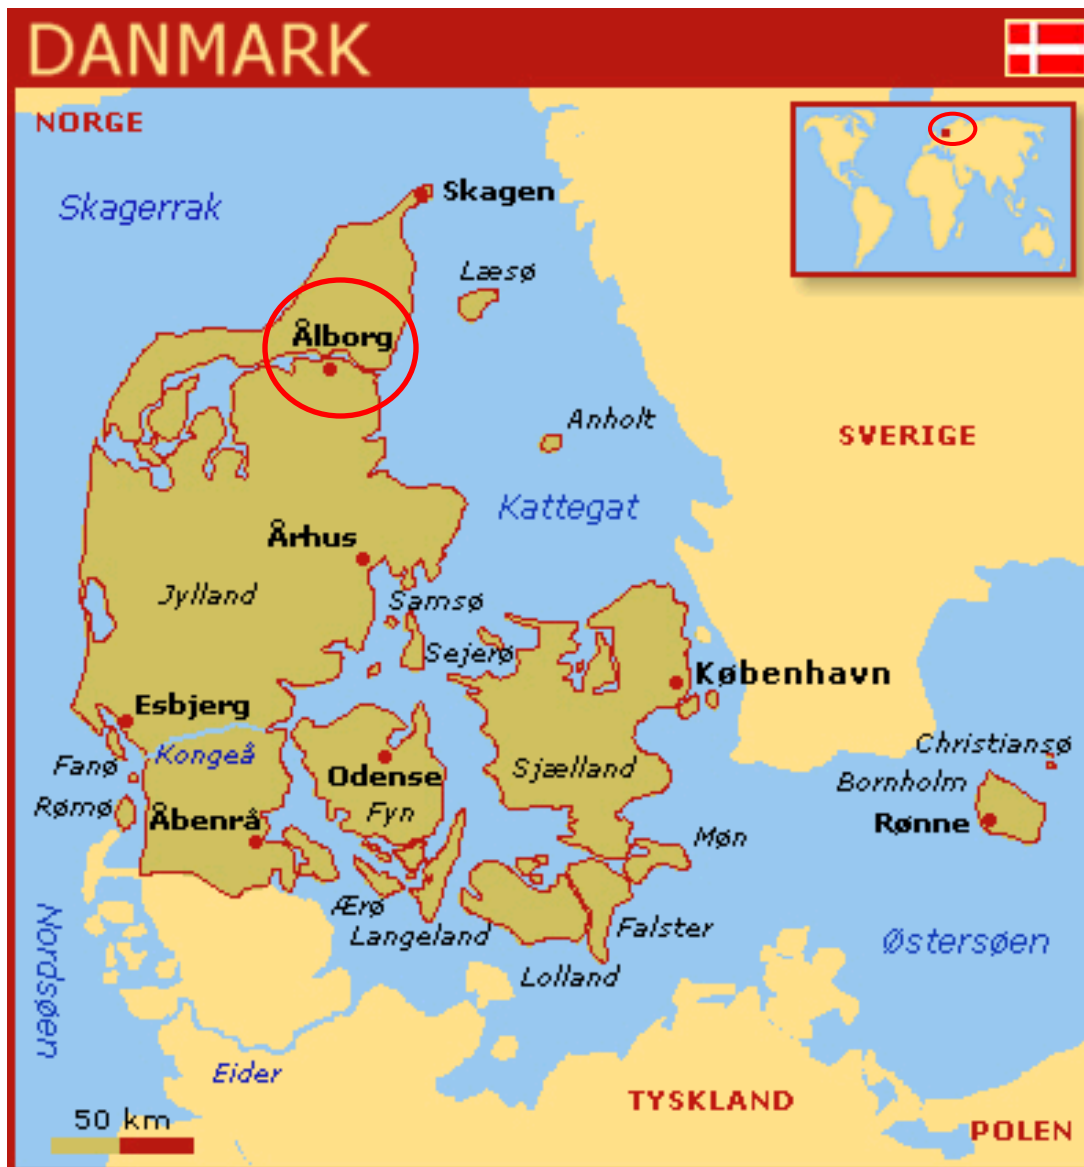 DANMARK
NORGE
Skagerrak
Skagen
Læsø
Ålborg
Anholt
SVERIGE
Kattegat
Århus
Jylland
Samsø
Sejerø
København
Esbjerg
Kongeå
Fanø
Odense
Fyn
Sjælland
Christiansø
Bornholm
Rønne
Rømø
Åbenrå
Møn
Ærø
Langeland
Falster
Lolland
Nordsøen
Østersøen
Eider
TYSKLAND
50 km
POLEN